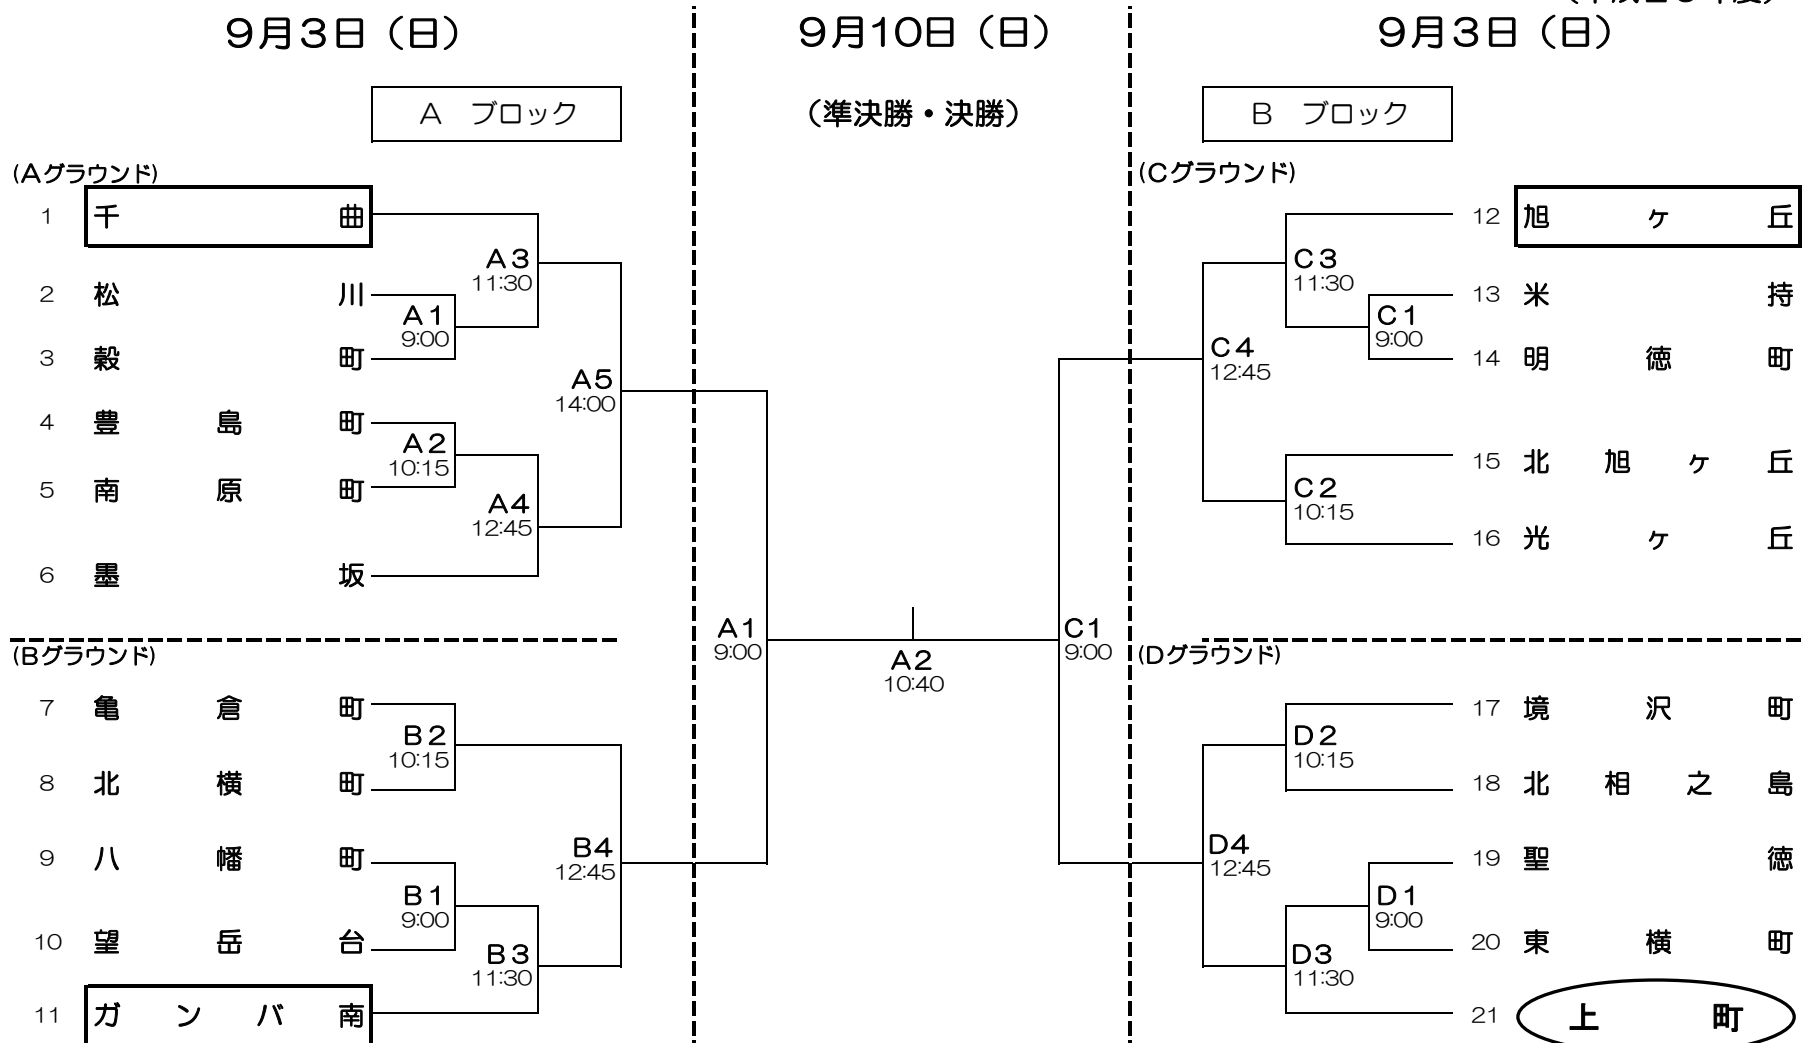 9月3日（日）
9月10日（日）
9月3日（日）
A ブロック
（準決勝・決勝）
B ブロック
(Aグラウンド)
1 千曲
2 松川
3 穀町
4 豊島町
5 南原町
6 墨坂
A3
11:30
A1
9:00
A5
14:00
A2
10:15
A4
12:45
(Bグラウンド)
7 亀倉町
8 北横町
9 八幡町
10 望岳台
11 ガンバ南
B2
10:15
B4
12:45
B1
9:00
B3
11:30
A1
9:00
A2
10:40
C1
9:00
(Cグラウンド)
12 旭ヶ丘
13 米持
14 明徳町
15 北旭ヶ丘
16 光ヶ丘
C3
11:30
C1
9:00
C4
12:45
C2
10:15
(Dグラウンド)
17 境沢町
18 北相之島
19 聖徳
20 東横町
21 上町
D2
10:15
D4
12:45
D1
9:00
D3
11:30